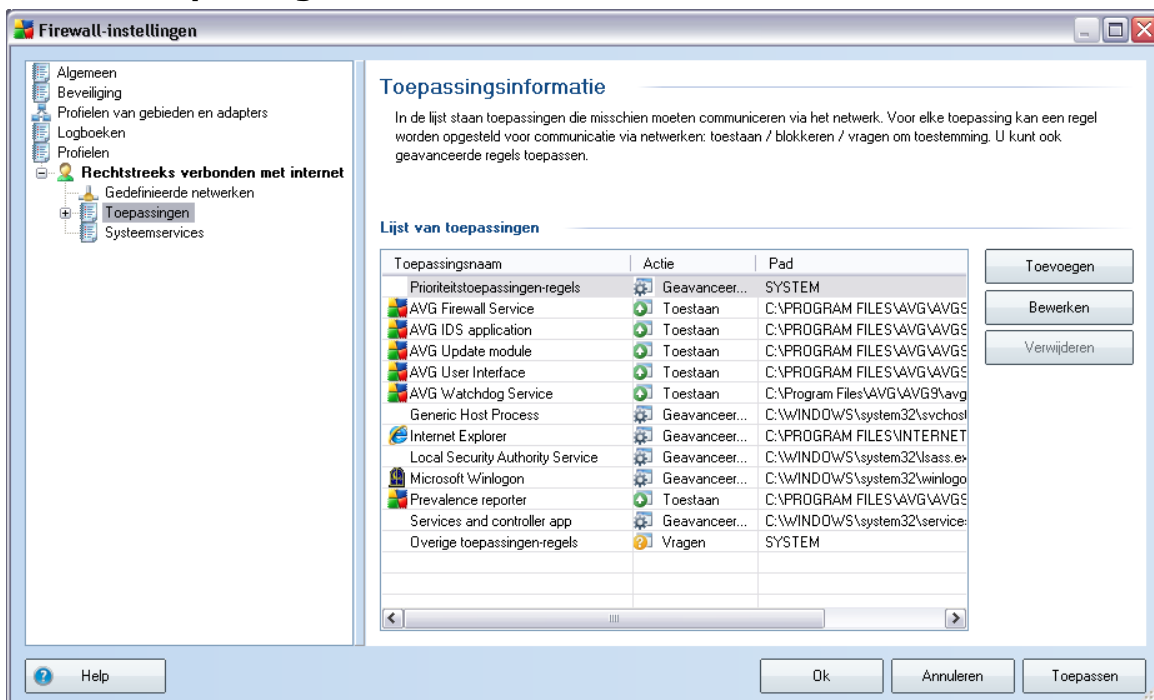 Firewall-instellingen
Algemeen
Beveiliging
Profielen van gebieden en adapters
Logboeken
Profielen
Rechtstreeks verbonden met internet
Gedefinieerde netwerken
Toepassingen
Systeemservices
Toepassingsinformatie
In de lijst staan toepassingen die misschien moeten communiceren via het netwerk. Voor elke toepassing kan een regel
worden opgesteld voor communicatie via netwerken: toestaan / blokkeren / vragen om toestemming. U kunt ook
geavanceerde regels toepassen.
Lijst van toepassingen
Toepassingsnaam Actie Pad
Prioriteitstoepassingen-regels Geavanceer... SYSTEM
AVG Firewall Service Toestaan C:\PROGRAM FILES\AVG\AVG9
AVG IDS application Toestaan C:\PROGRAM FILES\AVG\AVG9
AVG Update module Toestaan C:\PROGRAM FILES\AVG\AVG9
AVG User Interface Toestaan C:\PROGRAM FILES\AVG\AVG9
AVG Watchdog Service Toestaan C:\Program Files\AVG\AVG9\avg
Generic Host Process Geavanceer... C:\WINDOWS\system32\svchost
Internet Explorer Geavanceer... C:\PROGRAM FILES\INTERNET
Local Security Authority Service Geavanceer... C:\WINDOWS\system32\lsass.ex
Microsoft Winlogon Geavanceer... C:\WINDOWS\system32\winlogo
Prevalence reporter Toestaan C:\PROGRAM FILES\AVG\AVG9
Services and controller app Geavanceer... C:\WINDOWS\system32\service
Overige toepassingen-regels Vragen SYSTEM
Toevoegen
Bewerken
Verwijderen
Help
Ok
Annuleren
Toepassen